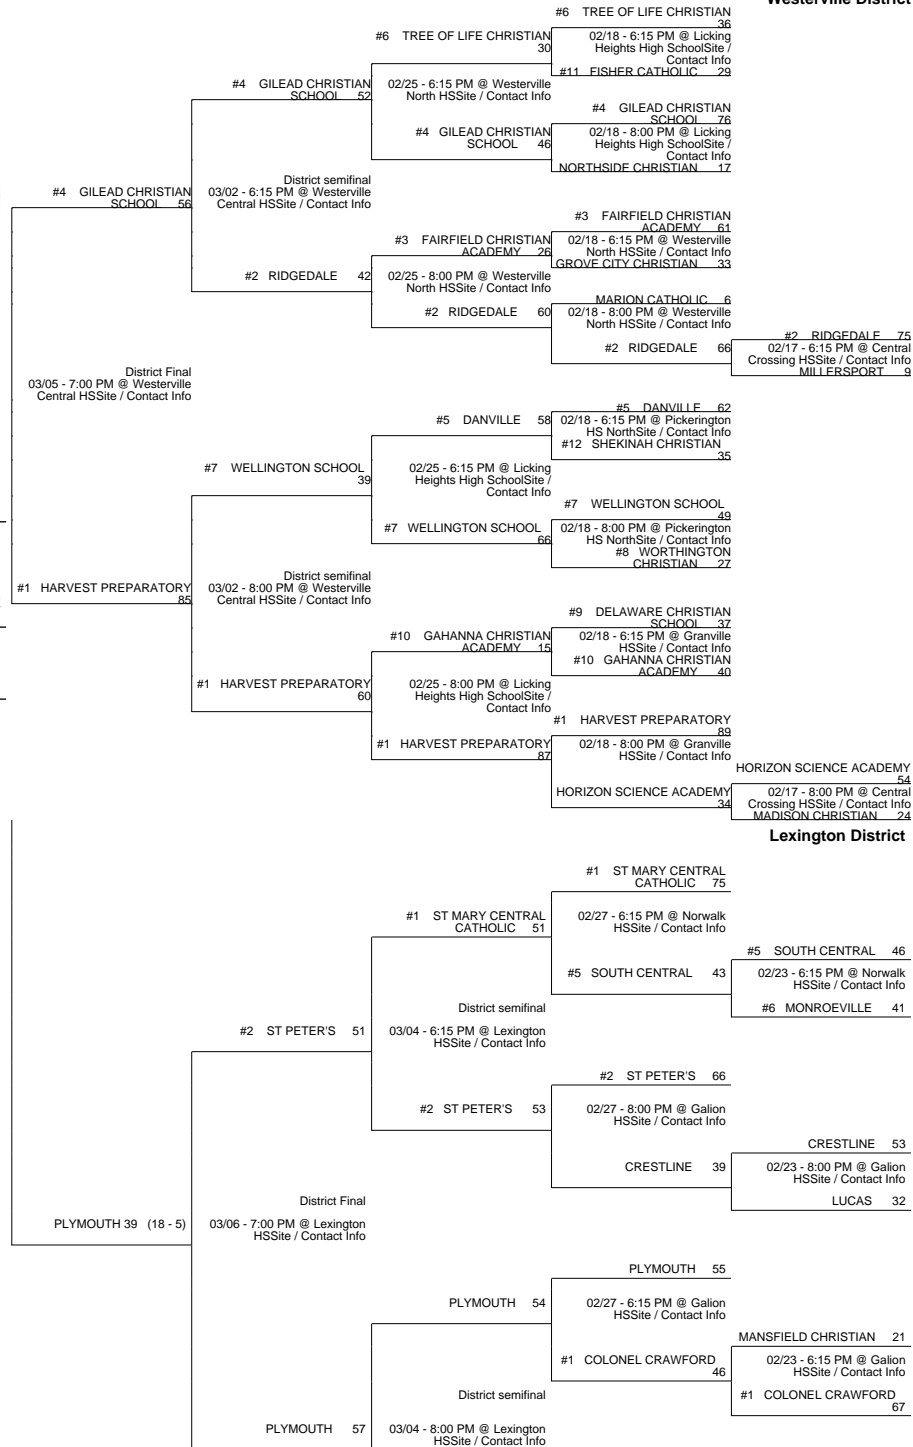 Westerville District
#6 TREE OF LIFE CHRISTIAN
36
02/18 - 6:15 PM @ Licking
Heights High SchoolSite /
Contact Info
#11 FISHER CATHOLIC 29
#6 TREE OF LIFE CHRISTIAN
30
02/25 - 6:15 PM @ Westerville
North HSSite / Contact Info
#4 GILEAD CHRISTIAN
SCHOOL 76
02/18 - 8:00 PM @ Licking
Heights High SchoolSite /
Contact Info
NORTHSIDE CHRISTIAN 17
#4 GILEAD CHRISTIAN
SCHOOL 46
#4 GILEAD CHRISTIAN
SCHOOL 52
District semifinal
03/02 - 6:15 PM @ Westerville
Central HSSite / Contact Info
#4 GILEAD CHRISTIAN
SCHOOL 56
#3 FAIRFIELD CHRISTIAN
ACADEMY 61
02/18 - 6:15 PM @ Westerville
North HSSite / Contact Info
GROVE CITY CHRISTIAN 33
#3 FAIRFIELD CHRISTIAN
ACADEMY 26
02/25 - 8:00 PM @ Westerville
North HSSite / Contact Info
#2 RIDGEDALE 42
MARION CATHOLIC 6
02/18 - 8:00 PM @ Westerville
North HSSite / Contact Info
#2 RIDGEDALE 60
#2 RIDGEDALE 66
#2 RIDGEDALE 75
02/17 - 6:15 PM @ Central
Crossing HSSite / Contact Info
MILLERSPORT 9
District Final
03/05 - 7:00 PM @ Westerville
Central HSSite / Contact Info
#5 DANVILLE 62
02/18 - 6:15 PM @ Pickerington
HS NorthSite / Contact Info
#12 SHEKINAH CHRISTIAN
35
#5 DANVILLE 58
02/25 - 6:15 PM @ Licking
Heights High SchoolSite /
Contact Info
#7 WELLINGTON SCHOOL
39
#7 WELLINGTON SCHOOL
49
02/18 - 8:00 PM @ Pickerington
HS NorthSite / Contact Info
#8 WORTHINGTON
CHRISTIAN 27
#7 WELLINGTON SCHOOL
66
District semifinal
03/02 - 8:00 PM @ Westerville
Central HSSite / Contact Info
#1 HARVEST PREPARATORY
85
#9 DELAWARE CHRISTIAN
SCHOOL 37
02/18 - 6:15 PM @ Granville
HSSite / Contact Info
#10 GAHANNA CHRISTIAN
ACADEMY 40
#10 GAHANNA CHRISTIAN
ACADEMY 15
02/25 - 8:00 PM @ Licking
Heights High SchoolSite /
Contact Info
#1 HARVEST PREPARATORY
60
#1 HARVEST PREPARATORY
89
02/18 - 8:00 PM @ Granville
HSSite / Contact Info
#1 HARVEST PREPARATORY
87
HORIZON SCIENCE ACADEMY
34
HORIZON SCIENCE ACADEMY
54
02/17 - 8:00 PM @ Central
Crossing HSSite / Contact Info
MADISON CHRISTIAN 24
Lexington District
#1 ST MARY CENTRAL
CATHOLIC 75
02/27 - 6:15 PM @ Norwalk
HSSite / Contact Info
#1 ST MARY CENTRAL
CATHOLIC 51
#5 SOUTH CENTRAL 46
02/23 - 6:15 PM @ Norwalk
HSSite / Contact Info
#6 MONROEVILLE 41
#5 SOUTH CENTRAL 43
District semifinal
03/04 - 6:15 PM @ Lexington
HSSite / Contact Info
#2 ST PETER'S 51
#2 ST PETER'S 66
02/27 - 8:00 PM @ Galion
HSSite / Contact Info
#2 ST PETER'S 53
CRESTLINE 53
02/23 - 8:00 PM @ Galion
HSSite / Contact Info
LUCAS 32
CRESTLINE 39
District Final
03/06 - 7:00 PM @ Lexington
HSSite / Contact Info
PLYMOUTH 39 (18 - 5)
PLYMOUTH 55
02/27 - 6:15 PM @ Galion
HSSite / Contact Info
PLYMOUTH 54
MANSFIELD CHRISTIAN 21
02/23 - 6:15 PM @ Galion
HSSite / Contact Info
#1 COLONEL CRAWFORD
67
#1 COLONEL CRAWFORD
46
District semifinal
03/04 - 8:00 PM @ Lexington
HSSite / Contact Info
PLYMOUTH 57